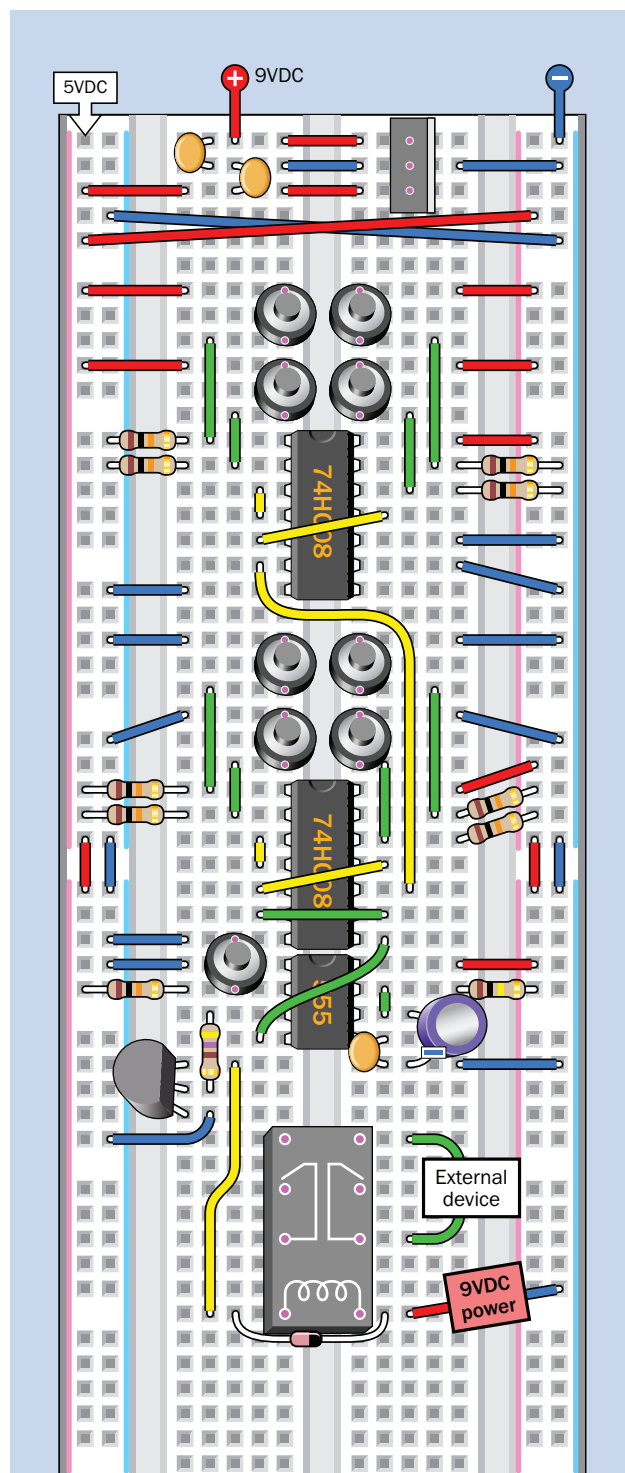 5VDC
+ 9VDC
−
74HC08
74HC08
555
External
device
9VDC
power